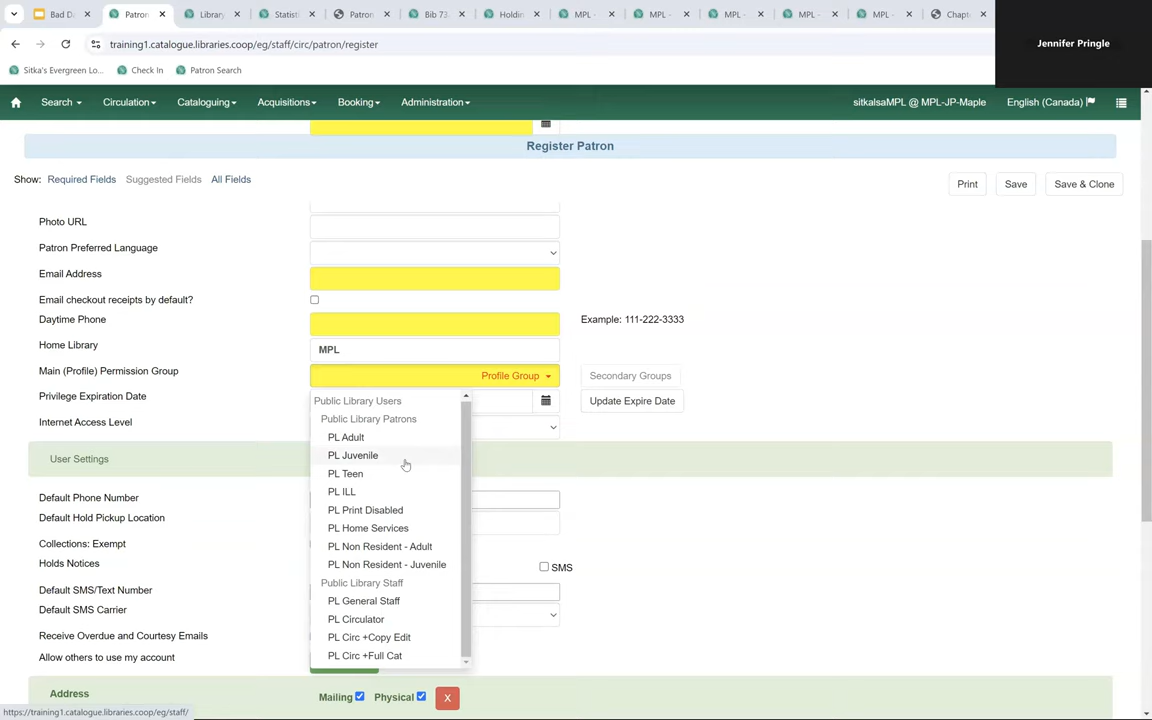 Bad Da
Patron
Library
Statisti
Patron
Bib 73
Holdin
MPL -
MPL -
MPL -
MPL -
MPL -
Chapte
training1.catalogue.libraries.coop/eg/staff/circ/patron/register
Jennifer Pringle
Sitka's Evergreen Lo...
Check In
Patron Search
Search
Circulation
Cataloguing
Acquisitions
Booking
Administration
sitkalsaMPL @ MPL-JP-Maple
English (Canada)
Register Patron
Show: Required Fields Suggested Fields All Fields
Print
Save
Save & Clone
Photo URL
Patron Preferred Language
Email Address
Email checkout receipts by default?
Daytime Phone
Example: 111-222-3333
Home Library
MPL
Main (Profile) Permission Group
Profile Group
Secondary Groups
Privilege Expiration Date
Update Expire Date
Internet Access Level
Public Library Users
Public Library Patrons
PL Adult
PL Juvenile
PL Teen
PL ILL
PL Print Disabled
PL Home Services
PL Non Resident - Adult
PL Non Resident - Juvenile
Public Library Staff
PL General Staff
PL Circulator
PL Circ +Copy Edit
PL Circ +Full Cat
User Settings
Default Phone Number
Default Hold Pickup Location
Collections: Exempt
Holds Notices
SMS
Default SMS/Text Number
Default SMS Carrier
Receive Overdue and Courtesy Emails
Allow others to use my account
Address
Mailing
Physical
X
https://training1.catalogue.libraries.coop/eg/staff/